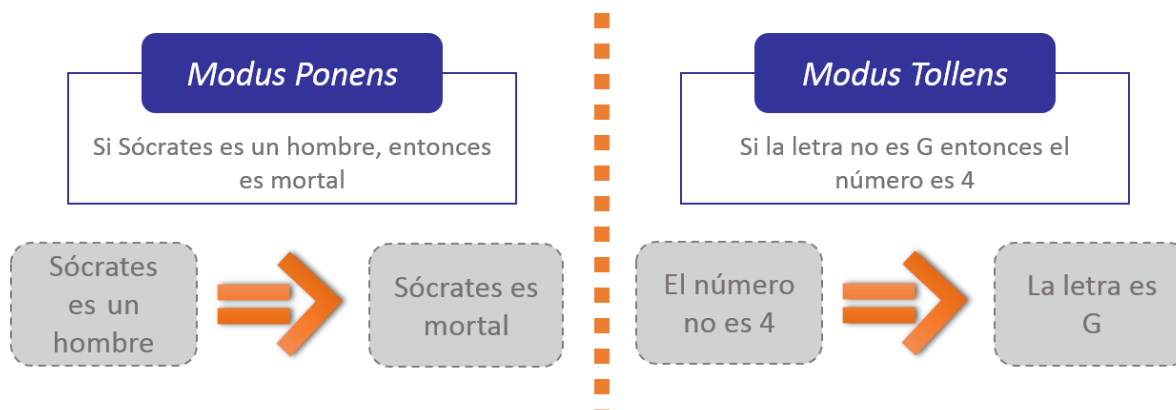 Modus Ponens
Si Sócrates es un hombre, entonces
es mortal
Sócrates
es un
hombre
Sócrates es
mortal
Modus Tollens
Si la letra no es G entonces el
número es 4
El número
no es 4
La letra es
G